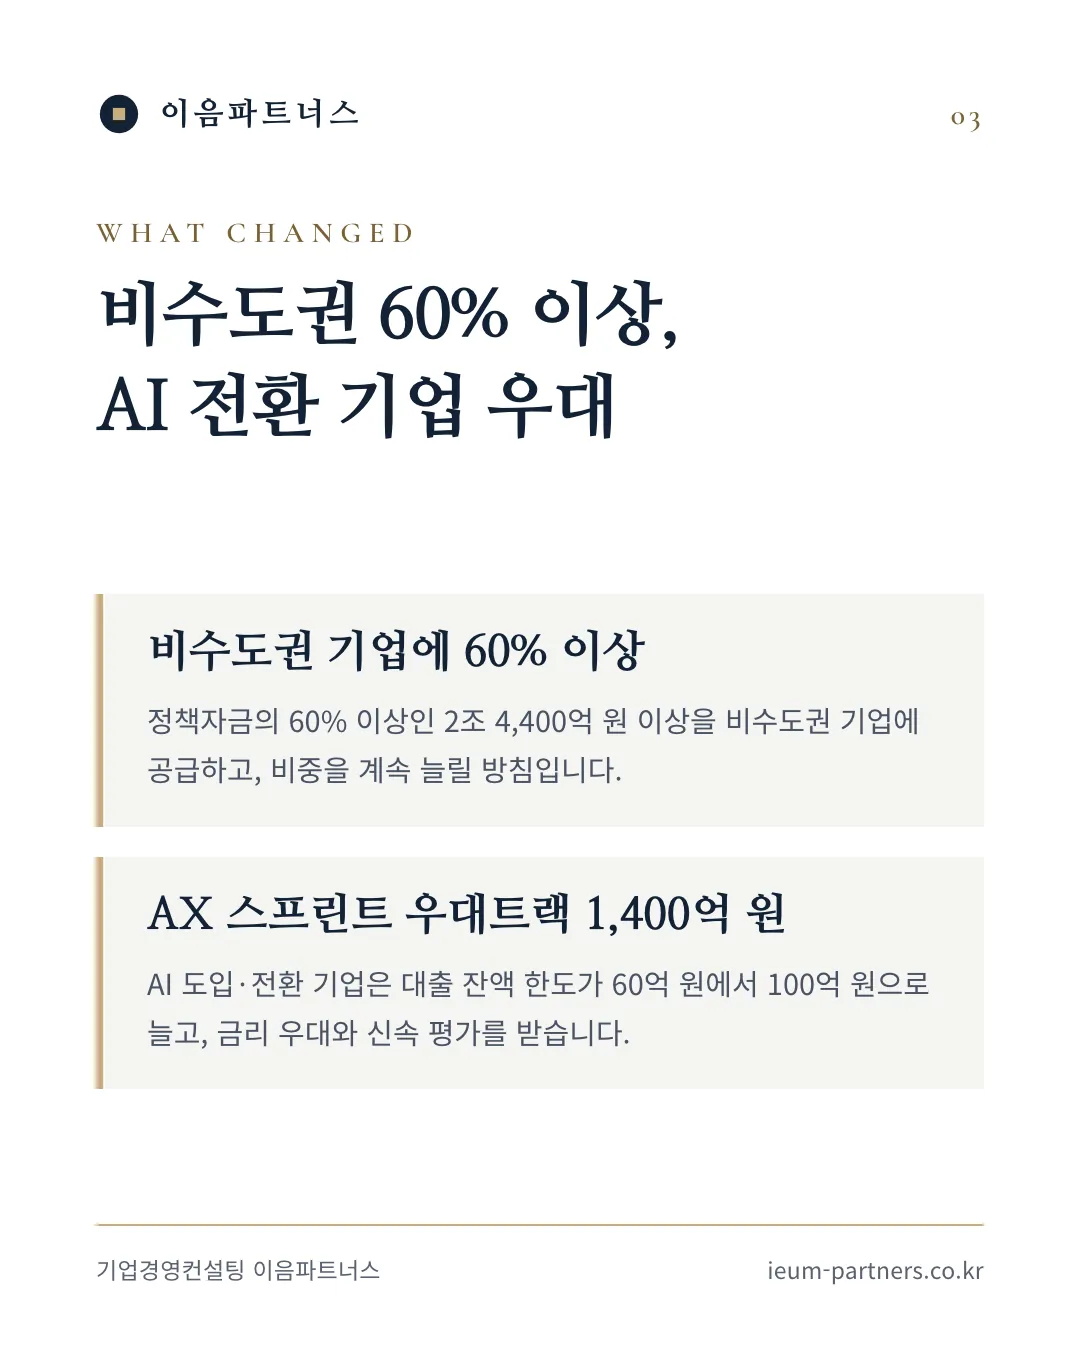 이음파트너스
03
WHAT CHANGED
비수도권 60% 이상,
AI 전환 기업 우대
비수도권 기업에 60% 이상
정책자금의 60% 이상인 2조 4,400억 원 이상을 비수도권 기업에
공급하고, 비중을 계속 늘릴 방침입니다.
AX 스프린트 우대트랙 1,400억 원
AI 도입·전환 기업은 대출 잔액 한도가 60억 원에서 100억 원으로
늘고, 금리 우대와 신속 평가를 받습니다.
기업경영컨설팅 이음파트너스
ieum-partners.co.kr